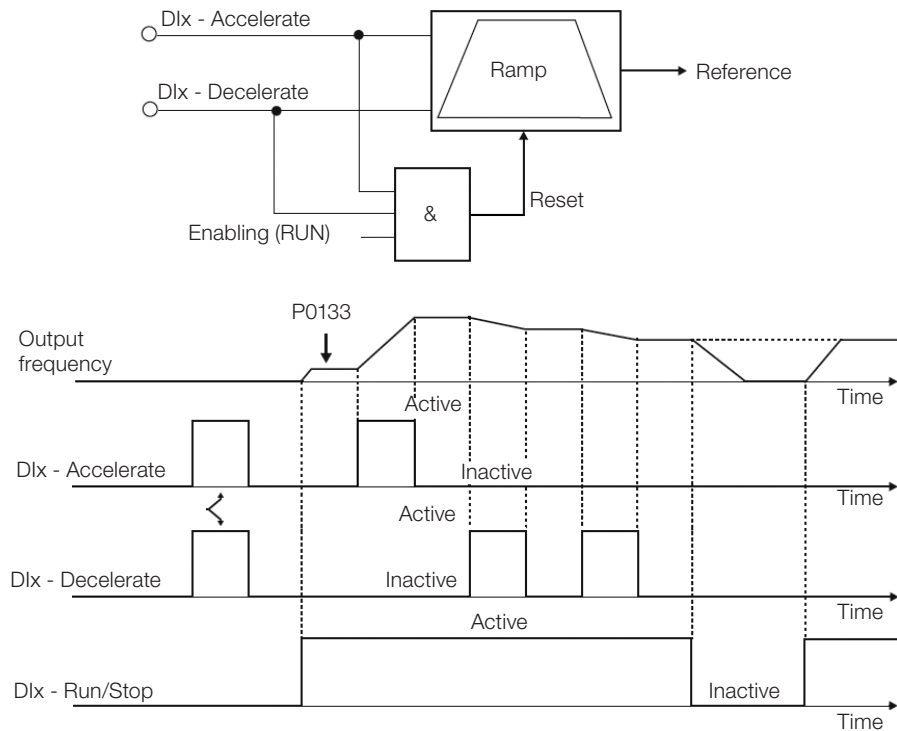 DIx - Accelerate
Ramp
Reference
DIx - Decelerate
&
Reset
Enabling (RUN)
P0133
Output
frequency
Time
Active
DIx - Accelerate
Inactive
Time
Active
DIx - Decelerate
Inactive
Time
Active
DIx - Run/Stop
Inactive
Time